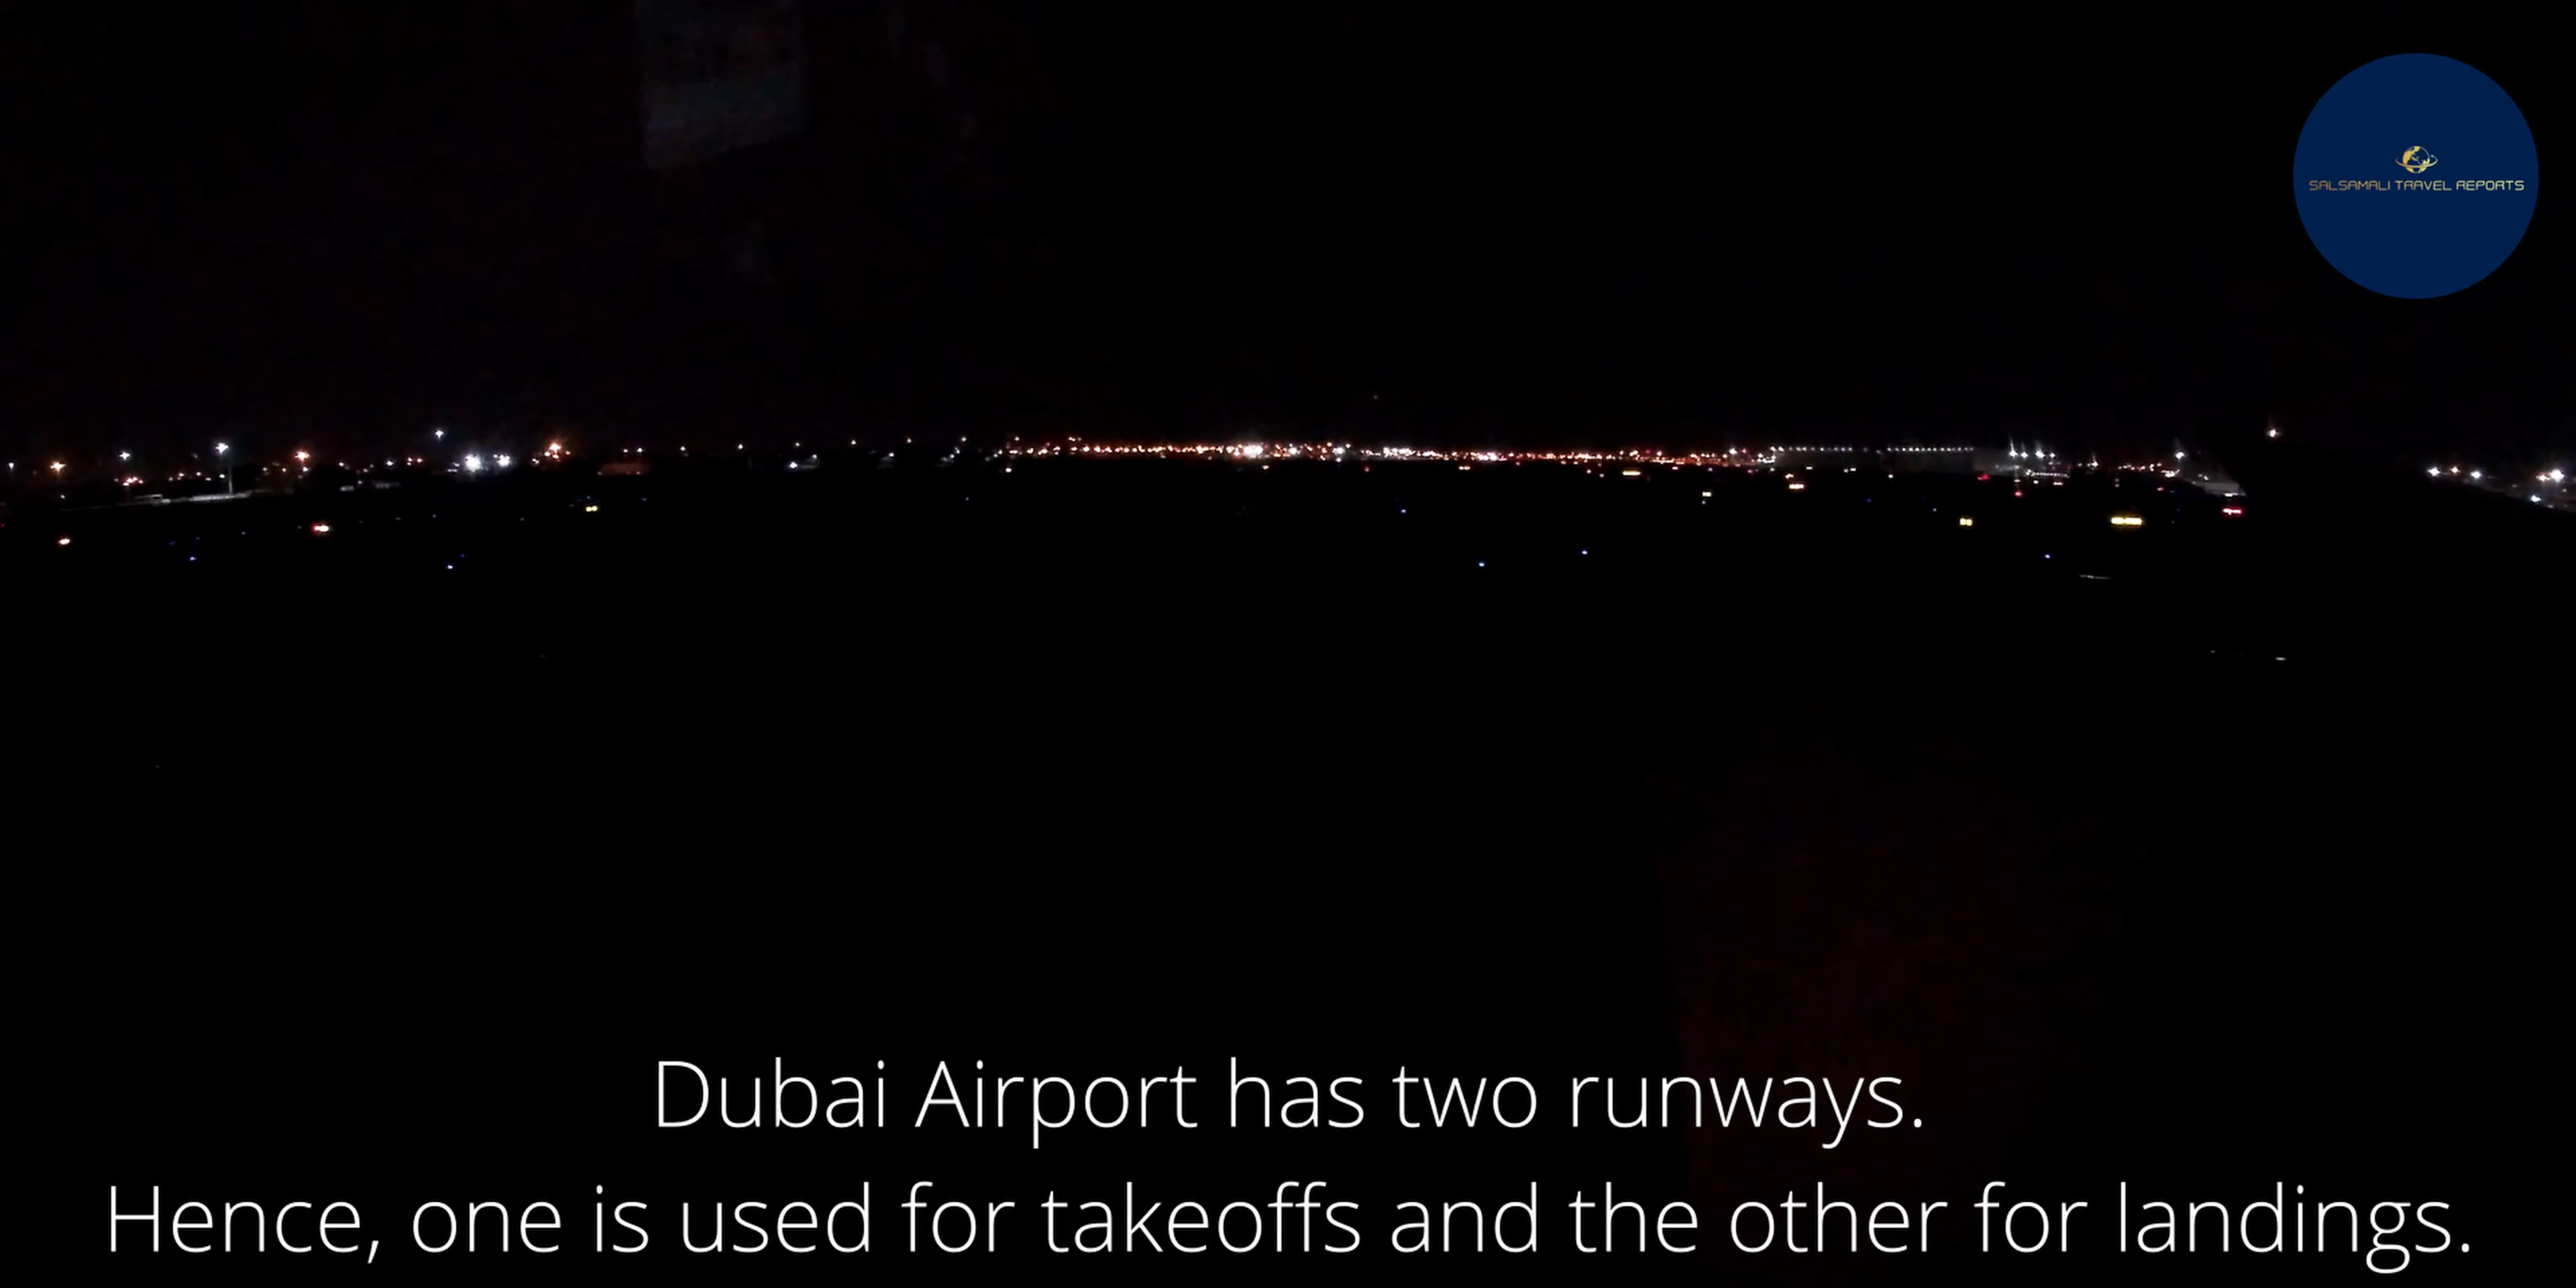 SALSAMALI TRAVEL REPORTS
Dubai Airport has two runways.
Hence, one is used for takeoffs and the other for landings.